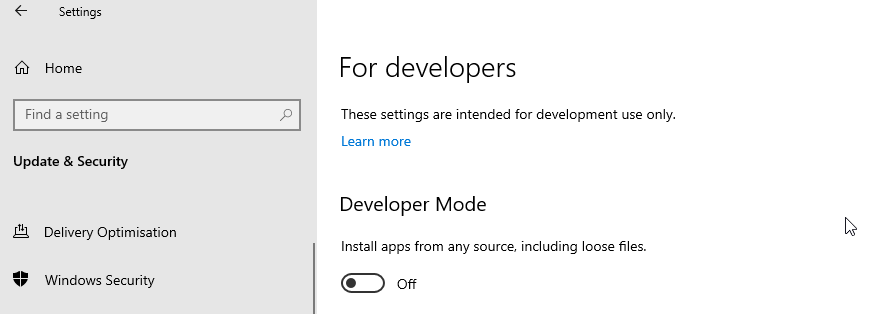 Settings
Home
Find a setting
Update & Security
Delivery Optimisation
Windows Security
For developers
These settings are intended for development use only.
Learn more
Developer Mode
Install apps from any source, including loose files.
Off